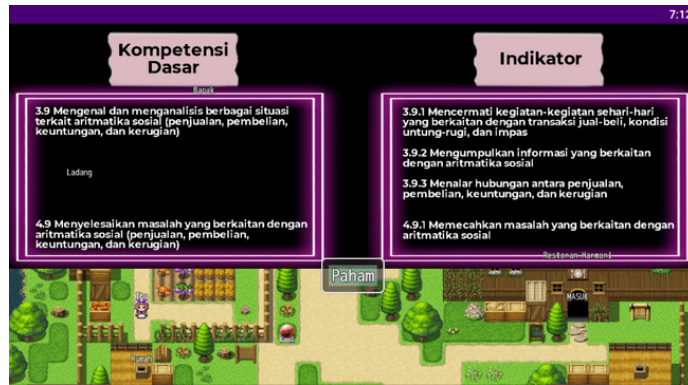 7:12
Kompetensi
Dasar
Indikator
Bapak
3.9 Mengenal dan menganalisis berbagai situasi
terkait aritmatika sosial (penjualan, pembelian,
keuntungan, dan kerugian)
Ladang
4.9 Menyelesaikan masalah yang berkaitan dengan
aritmatika sosial (penjualan, pembelian,
keuntungan, dan kerugian)
3.9.1 Mencermati kegiatan-kegiatan sehari-hari
yang berkaitan dengan transaksi jual-beli, kondisi
untung-rugi, dan impas
3.9.2 Mengumpulkan informasi yang berkaitan
dengan aritmatika sosial
3.9.3 Menalar hubungan antara penjualan,
pembelian, keuntungan, dan kerugian
4.9.1 Memecahkan masalah yang berkaitan dengan
aritmatika sosial
Restoran-Harmoni
Paham
MASUK
Rumah